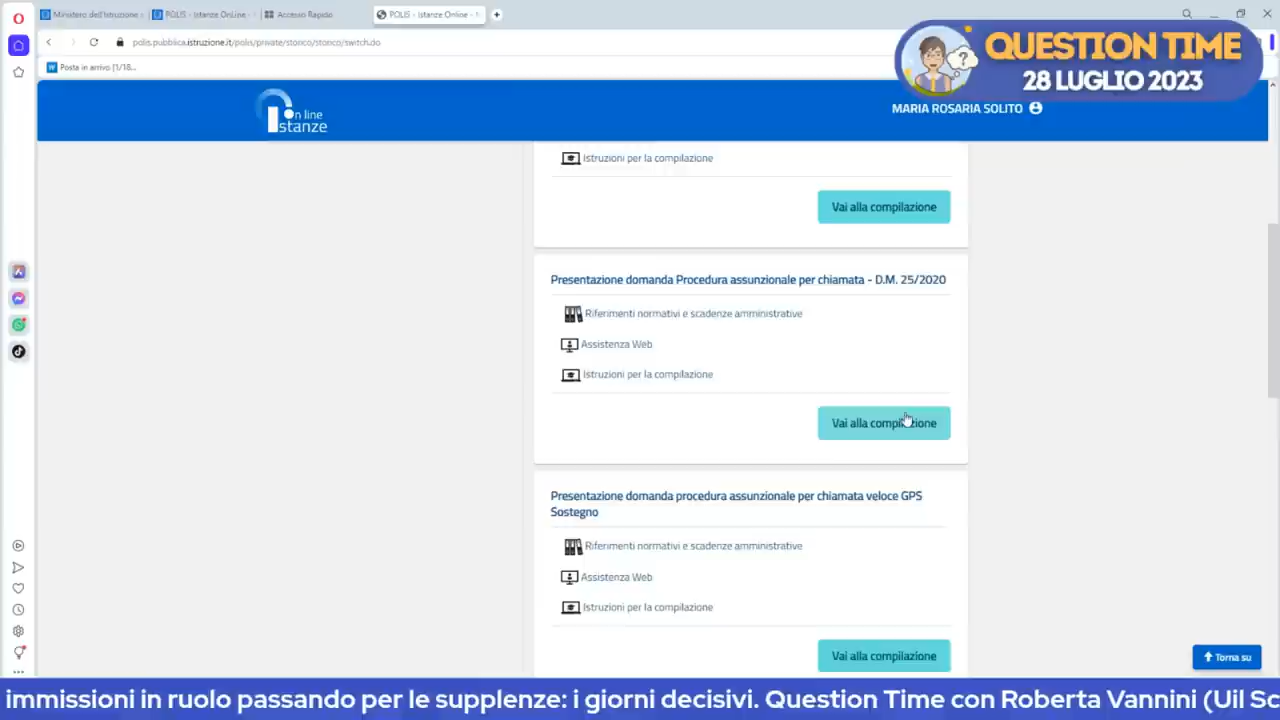 Ministero dell'Istruzione
POLIS - Istanze OnLine -
Accesso Rapido
POLIS - Istanze Online -
polis.pubblica.istruzione.it/polis/private/storico/storico/switch.do
Posta in arrivo (1/18...
QUESTION TIME
28 LUGLIO 2023
On line
Istanze
MARIA ROSARIA SOLITO
Istruzioni per la compilazione
Vai alla compilazione
Presentazione domanda Procedura assunzionale per chiamata - D.M. 25/2020
Riferimenti normativi e scadenze amministrative
Assistenza Web
Istruzioni per la compilazione
Vai alla compilazione
Presentazione domanda procedura assunzionale per chiamata veloce GPS
Sostegno
Riferimenti normativi e scadenze amministrative
Assistenza Web
Istruzioni per la compilazione
Vai alla compilazione
Torna su
immissioni in ruolo passando per le supplenze: i giorni decisivi. Question Time con Roberta Vannini (Uil Sc